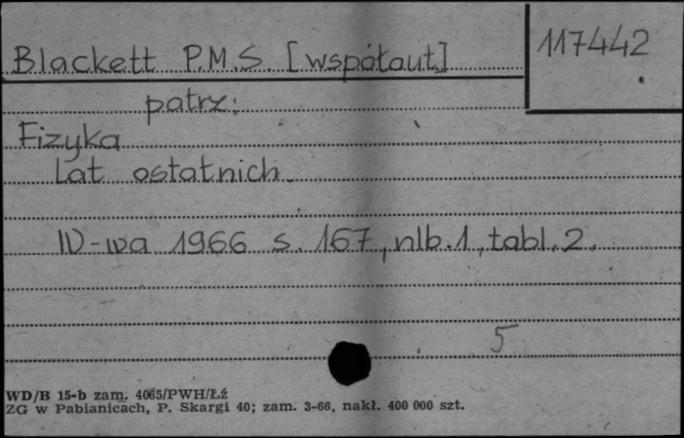 Blackett P.M.S. [współaut.]
117442
patrz:
Fizyka
lat ostatnich.
W-wa 1966 s. 167, nlb. 1, tabl. 2.
5
WD/B 15-b zam. 4065/PWH/Łź
ZG w Pabianicach, P. Skargi 40; zam. 3-66, nakł. 400 000 szt.